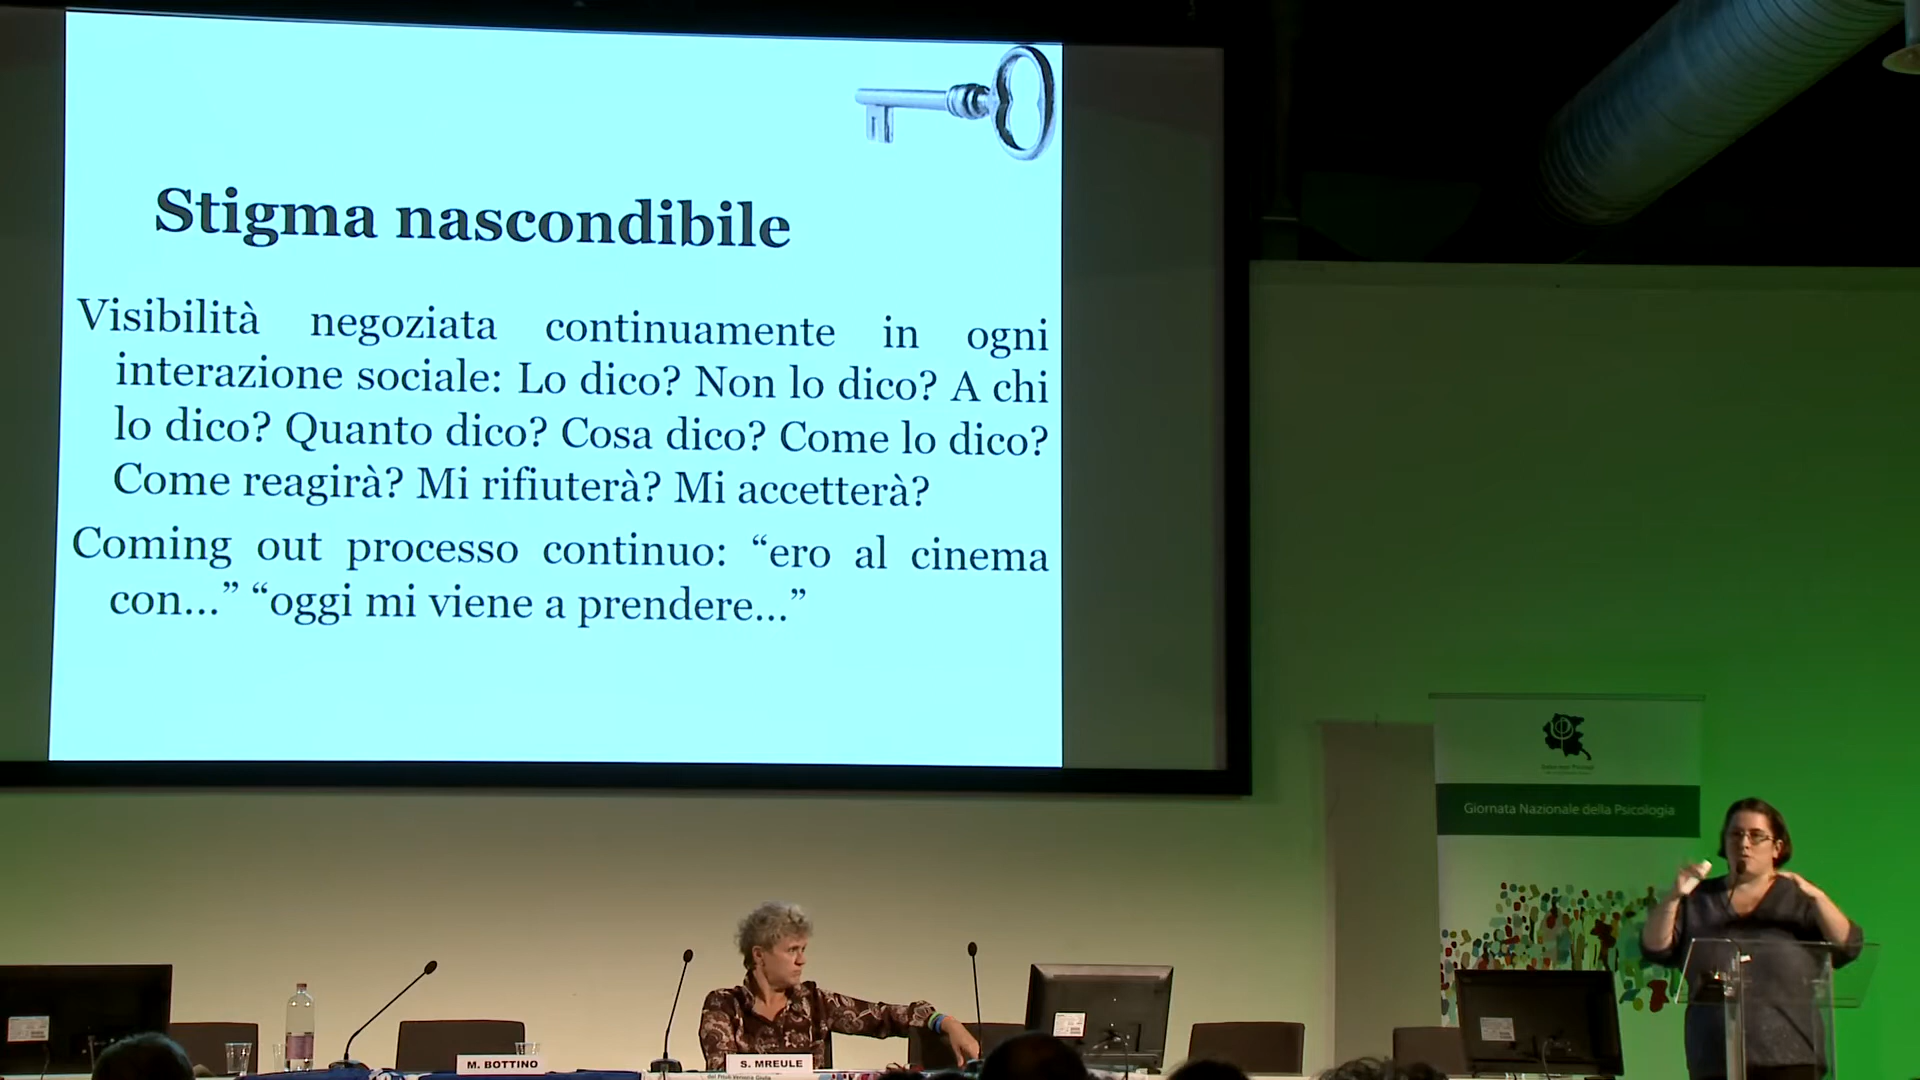 Stigma nascondibile
Visibilità negoziata continuamente in ogni
interazione sociale: Lo dico? Non lo dico? A chi
lo dico? Quanto dico? Cosa dico? Come lo dico?
Come reagirà? Mi rifiuterà? Mi accetterà?
Coming out processo continuo: “ero al cinema
con...” “oggi mi viene a prendere...”
Giornata Nazionale della Psicologia
M. BOTTINO
S. MREULE